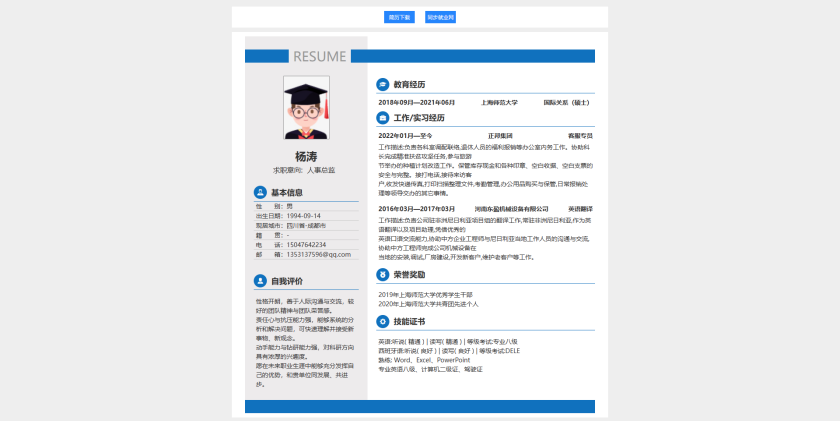 简历下载 同步就业网
RESUME
杨涛
求职意向: 人事总监
基本信息
性 别: 男
出生日期: 1994-09-14
现居城市: 四川省-成都市
籍 贯: -
电 话: 15047642234
邮 箱: 1353137596@qq.com
自我评价
性格开朗，善于人际沟通与交流，较
好的团队精神与团队荣誉感。
责任心与抗压能力强，能够系统的分
析和解决问题，可快速理解并接受新
事物、新观念。
动手能力与钻研能力强，对科研方向
具有浓厚的兴趣度。
愿在未来职业生涯中能够充分发挥自
己的优势，和贵单位同发展、共进
步。
教育经历
2018年09月—2021年06月 上海师范大学 国际关系（硕士）
工作/实习经历
2022年01月—至今 正邦集团 客服专员
工作描述:负责各科室调配联络,退休人员的福利报销等办公室内务工作。协助科
长完成精准扶贫攻坚任务,参与旅游
节举办的种植计划改造工作。保管库存现金和各种印章、空白收据、空白支票的
安全与完整。接打电话,接待来访客
户,收发快递传真,打印扫描整理文件,考勤管理,办公用品购买与保管,日常报销处
理等领导交办的其它事情。
2016年03月—2017年03月 河南东盈机械设备有限公司 英语翻译
工作描述:负责公司驻非洲尼日利亚项目组的翻译工作,常驻非洲尼日利亚,作为英
语翻译以及项目助理,凭借优秀的
英语口语交流能力,协助中方企业工程师与尼日利亚当地工作人员的沟通与交流,
协助中方工程师完成公司机械设备在
当地的安装,调试,厂房建设,开发新客户,维护老客户等工作。
荣誉奖励
2019年上海师范大学优秀学生干部
2020年上海师范大学共青团先进个人
技能证书
英语:听说( 精通 ) | 读写( 精通 ) | 等级考试:专业八级
西班牙语:听说( 良好 ) | 读写( 良好 ) | 等级考试:DELE
熟练: Word、Excel、PowerPoint
专业英语八级、计算机二级证、驾驶证